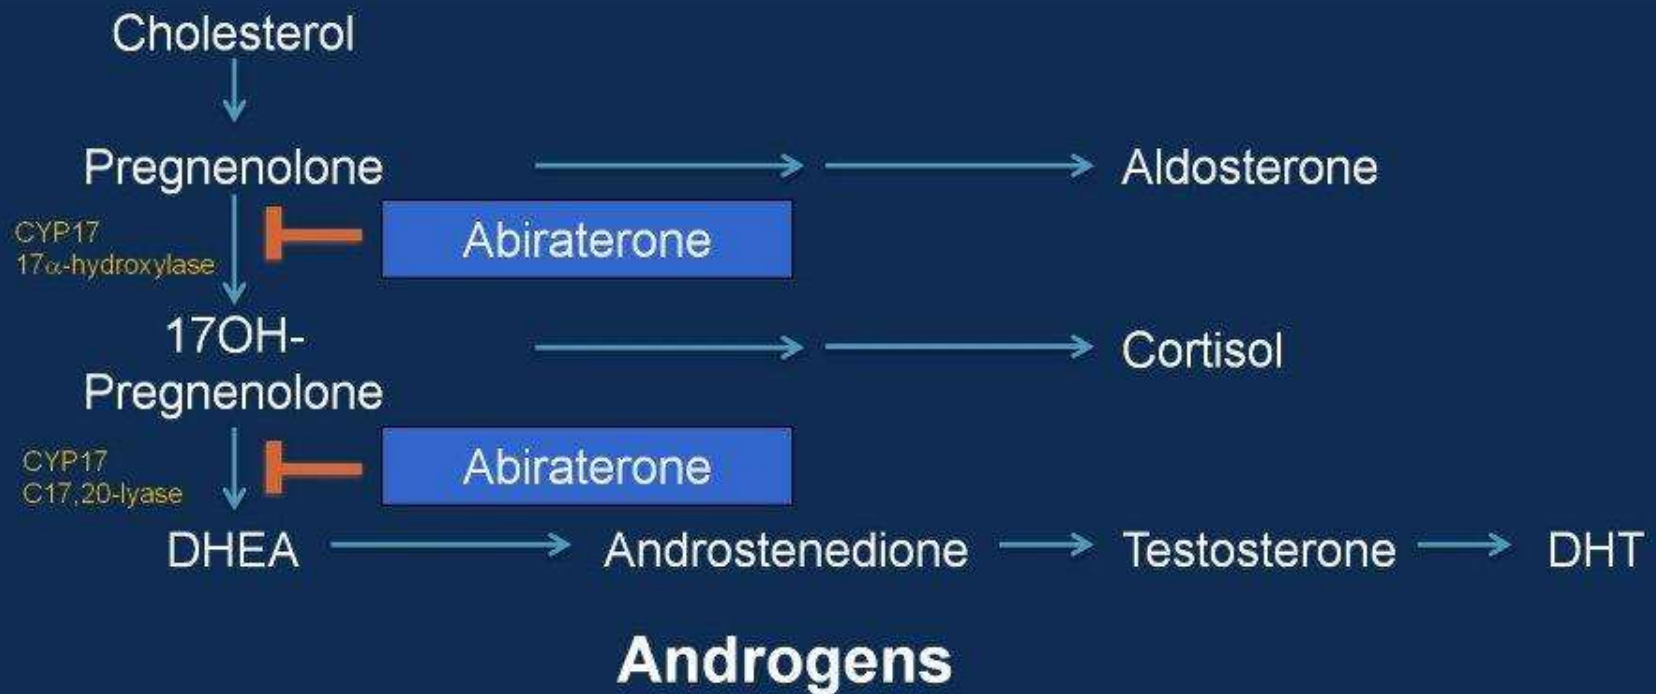 Cholesterol
Pregnenolone
Aldosterone
CYP17
17α-hydroxylase
Abiraterone
17OH-
Pregnenolone
Cortisol
CYP17
C17,20-lyase
Abiraterone
DHEA
Androstenedione
Testosterone
DHT
Androgens